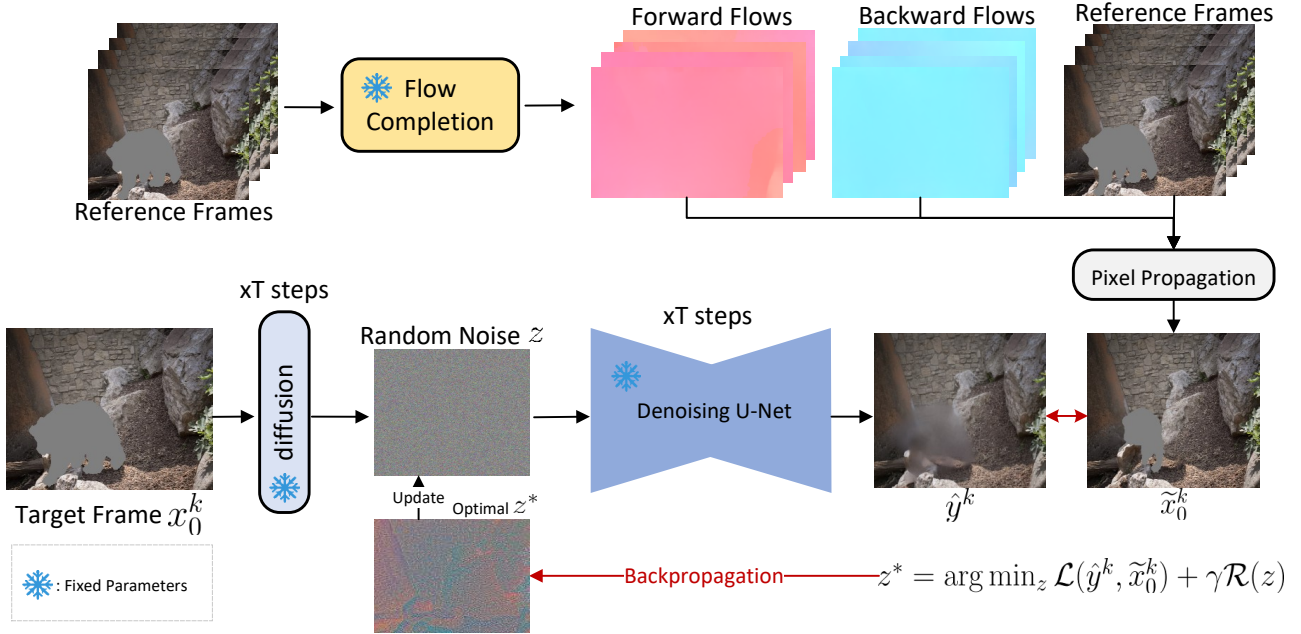 Forward Flows
Backward Flows
Reference Frames
Flow
Completion
Reference Frames
Pixel Propagation
xT steps
diffusion
Random Noise z
xT steps
Denoising U-Net
Update
Optimal z*
Target Frame x_0^k
ŷ^k
x̃_0^k
: Fixed Parameters
Backpropagation
z* = arg min_z ℒ(ŷ^k, x̃_0^k) + γℛ(z)